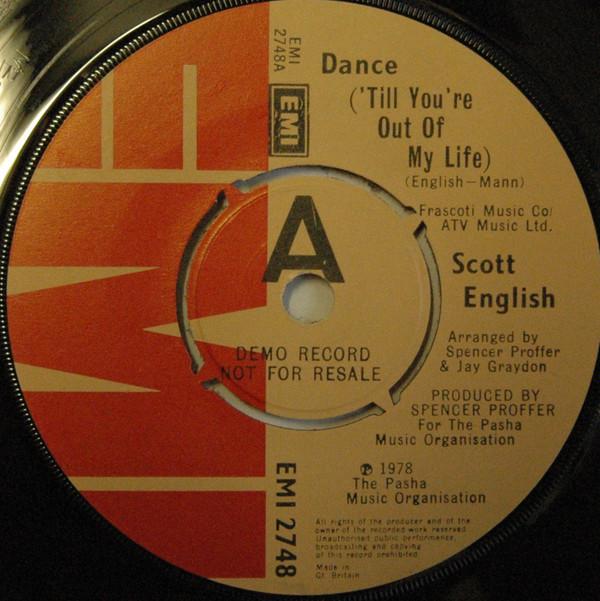 EMI
2748A
EMI
Dance
('Till You're
Out Of
My Life)
(English-Mann)
Frascoti Music Co/
ATV Music Ltd.
A
Scott
English
DEMO RECORD
NOT FOR RESALE
Arranged by
Spencer Proffer
& Jay Graydon
PRODUCED BY
SPENCER PROFFER
For The Pasha
Music Organisation
℗ 1978
The Pasha
Music Organisation
EMI 2748
All rights of the producer and of the
owner of the recorded work reserved
Unauthorised public performance,
broadcasting and copying
of this record prohibited
Made in
Gt. Britain
EMI